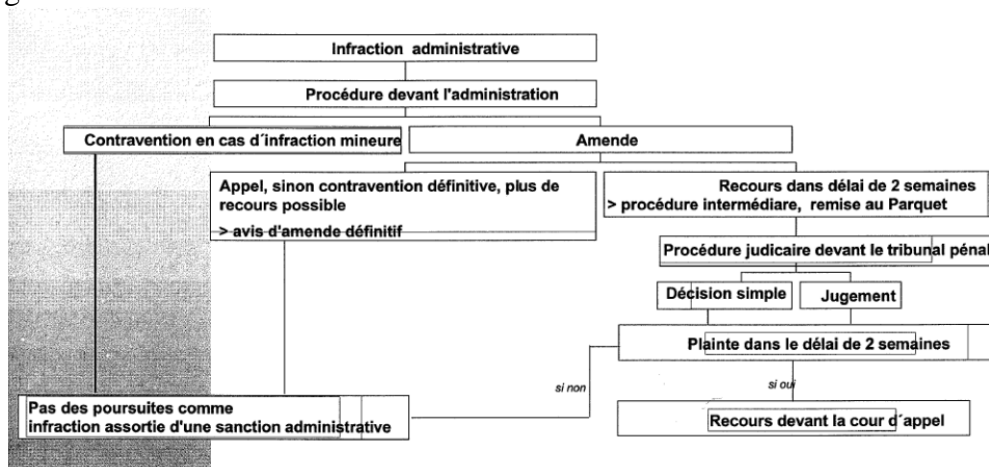 Infraction administrative
Procédure devant l'administration
Contravention en cas d´infraction mineure
Amende
Appel, sinon contravention définitive, plus de
recours possible
> avis d'amende définitif
Recours dans délai de 2 semaines
> procédure intermédiare, remise au Parquet
Procédure judicaire devant le tribunal pénal
Décision simple
Jugement
Plainte dans le délai de 2 semaines
si non
si oui
Pas des poursuites comme
infraction assortie d'une sanction administrative
Recours devant la cour d´appel